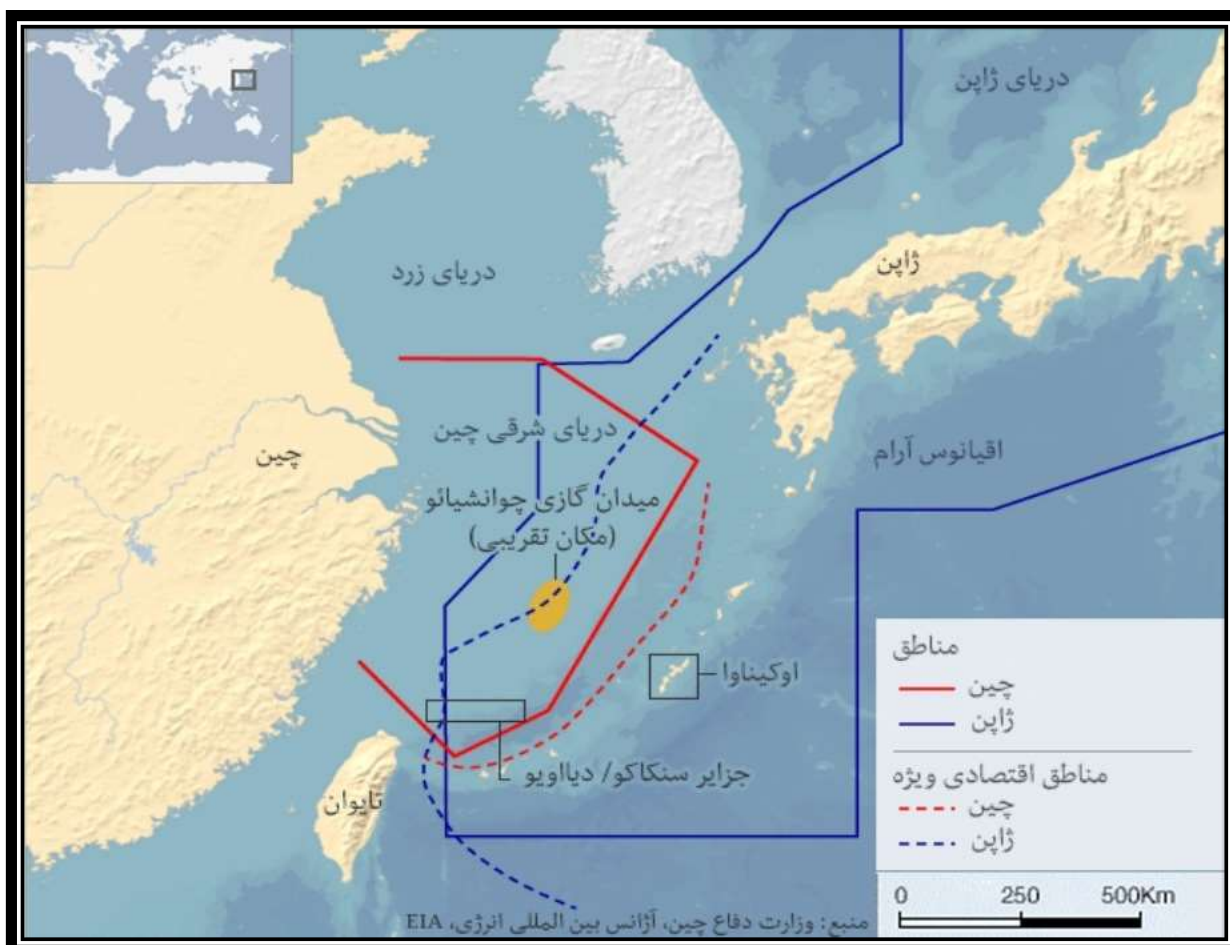 دریای ژاپن
ژاپن
دریای زرد
دریای شرقی چین
چین
اقیانوس آرام
میدان گازی چوانشیائو
(مکان تقریبی)
اوکیناوا
جزایر سنکاکو/ دیااویو
تایوان
مناطق
چین
ژاپن
مناطق اقتصادی ویژه
چین
ژاپن
0 250 500Km
منبع: وزارت دفاع چین، آژانس بین المللی انرژی، EIA